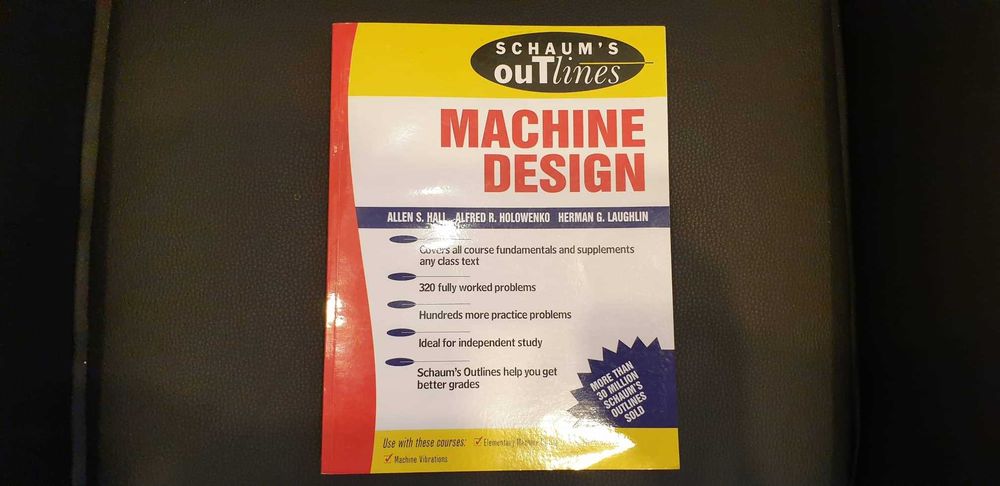 SCHAUM'S
ouTlines
MACHINE
DESIGN
ALLEN S. HALL ALFRED R. HOLOWENKO HERMAN G. LAUGHLIN
Covers all course fundamentals and supplements
any class text
320 fully worked problems
Hundreds more practice problems
Ideal for independent study
Schaum's Outlines help you get
better grades
MORE THAN
30 MILLION
SCHAUM'S
OUTLINES
SOLD
Use with these courses: Elementary Machine
Machine Vibrations